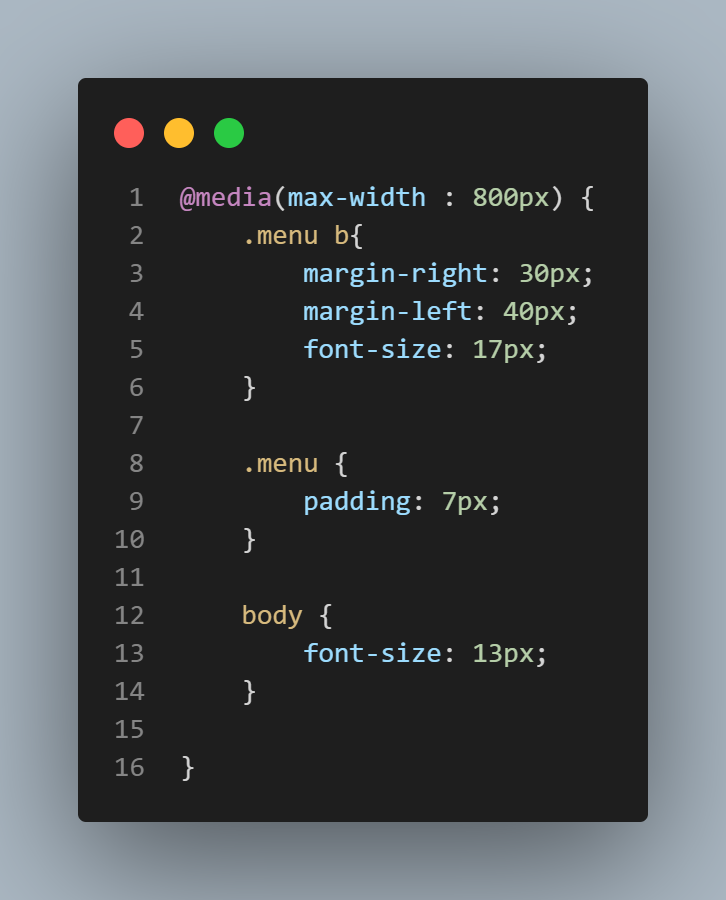 1 @media(max-width : 800px) {
2 .menu b{
3 margin-right: 30px;
4 margin-left: 40px;
5 font-size: 17px;
6 }
7
8 .menu {
9 padding: 7px;
10 }
11
12 body {
13 font-size: 13px;
14 }
15
16 }